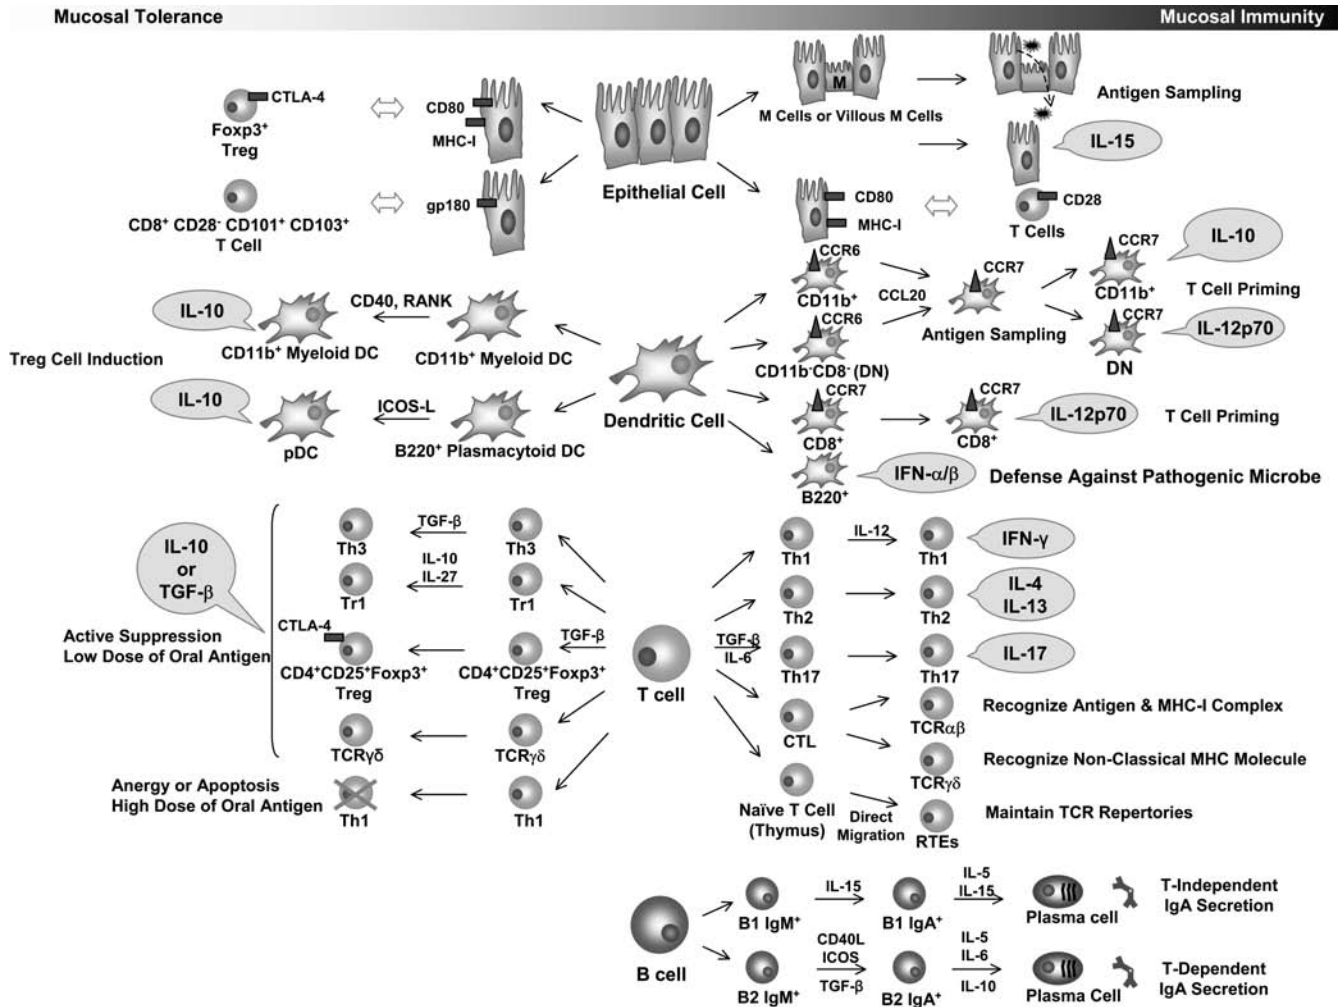 Mucosal Tolerance
Mucosal Immunity
CTLA-4
Foxp3⁺
Treg
CD80
MHC-I
Epithelial Cell
M
M Cells or Villous M Cells
Antigen Sampling
IL-15
CD8⁺ CD28⁻ CD101⁺ CD103⁺
T Cell
gp180
CD80
MHC-I
CD28
T Cells
IL-10
CD40, RANK
CD11b⁺ Myeloid DC
CD11b⁺ Myeloid DC
Treg Cell Induction
IL-10
ICOS-L
pDC
B220⁺ Plasmacytoid DC
Dendritic Cell
CCR6
CD11b⁺
CCR6
CD11b⁻CD8⁻ (DN)
CCL20
CCR7
Antigen Sampling
CCR7
CD11b⁺
IL-10
T Cell Priming
CCR7
DN
IL-12p70
CCR7
CD8⁺
CCR7
CD8⁺
IL-12p70
T Cell Priming
B220⁺
IFN-α/β
Defense Against Pathogenic Microbe
IL-10
or
TGF-β
Active Suppression
Low Dose of Oral Antigen
Th3
TGF-β
Th3
Tr1
IL-10
IL-27
Tr1
CTLA-4
CD4⁺CD25⁺Foxp3⁺
Treg
CD4⁺CD25⁺Foxp3⁺
Treg
TGF-β
TCRγδ
TCRγδ
Anergy or Apoptosis
High Dose of Oral Antigen
Th1
Th1
T cell
Th1
IL-12
Th1
IFN-γ
Th2
Th2
IL-4
IL-13
TGF-β
IL-6
Th17
Th17
IL-17
CTL
TCRαβ
Recognize Antigen & MHC-I Complex
TCRγδ
Recognize Non-Classical MHC Molecule
Naïve T Cell
(Thymus)
Direct
Migration
RTEs
Maintain TCR Repertories
B cell
B1 IgM⁺
IL-15
B1 IgA⁺
IL-5
IL-15
Plasma cell
T-Independent
IgA Secretion
B2 IgM⁺
CD40L
ICOS
TGF-β
B2 IgA⁺
IL-5
IL-6
IL-10
Plasma Cell
T-Dependent
IgA Secretion